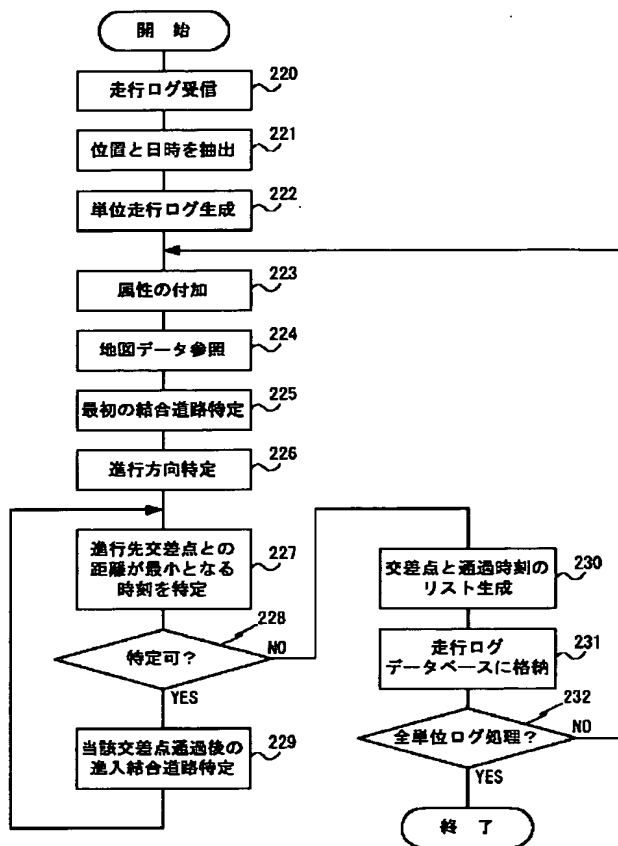 開始
走行ログ受信
220
位置と日時を抽出
221
単位走行ログ生成
222
属性の付加
223
地図データ参照
224
最初の結合道路特定
225
進行方向特定
226
進行先交差点との
距離が最小となる
時刻を特定
227
特定可?
228
NO
YES
当該交差点通過後の
進入結合道路特定
229
交差点と通過時刻の
リスト生成
230
走行ログ
データベースに格納
231
全単位ログ処理?
232
NO
YES
終了